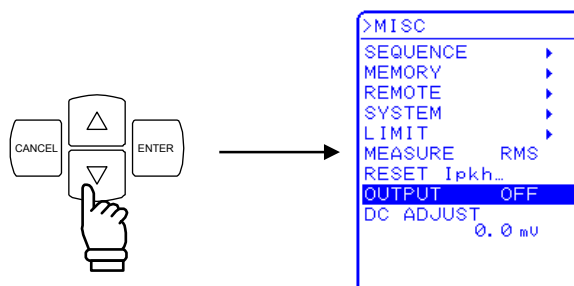 CANCEL
ENTER
>MISC
SEQUENCE
MEMORY
REMOTE
SYSTEM
LIMIT
MEASURE RMS
RESET Ipkh…
OUTPUT OFF
DC ADJUST
0.0 mV